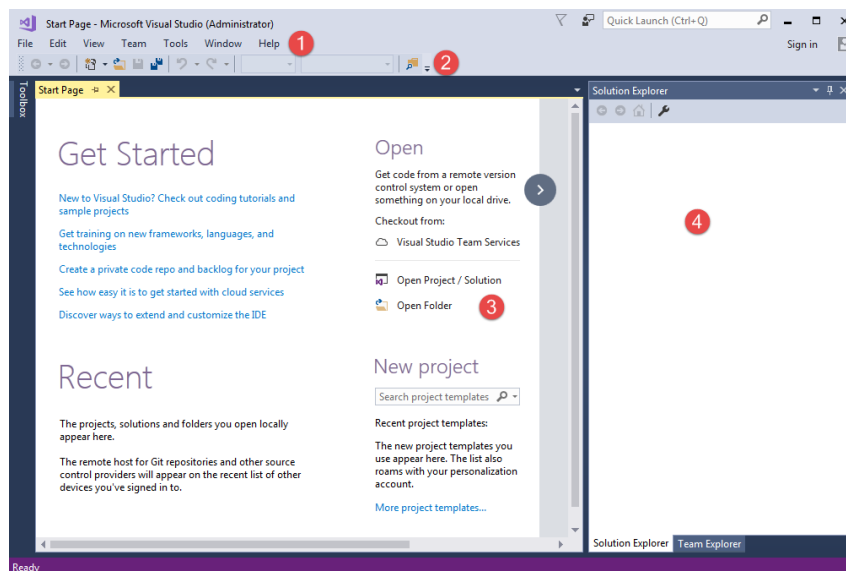 Start Page - Microsoft Visual Studio (Administrator)
Quick Launch (Ctrl+Q)
File Edit View Team Tools Window Help 1
Sign in
2
Toolbox
Start Page
Get Started
New to Visual Studio? Check out coding tutorials and
sample projects
Get training on new frameworks, languages, and
technologies
Create a private code repo and backlog for your project
See how easy it is to get started with cloud services
Discover ways to extend and customize the IDE
Recent
The projects, solutions and folders you open locally
appear here.
The remote host for Git repositories and other source
control providers will appear on the recent list of other
devices you've signed in to.
Open
Get code from a remote version
control system or open
something on your local drive.
Checkout from:
Visual Studio Team Services
Open Project / Solution
Open Folder 3
New project
Search project templates
Recent project templates:
The new project templates you
use appear here. The list also
roams with your personalization
account.
More project templates...
Solution Explorer
4
Solution Explorer Team Explorer
Ready